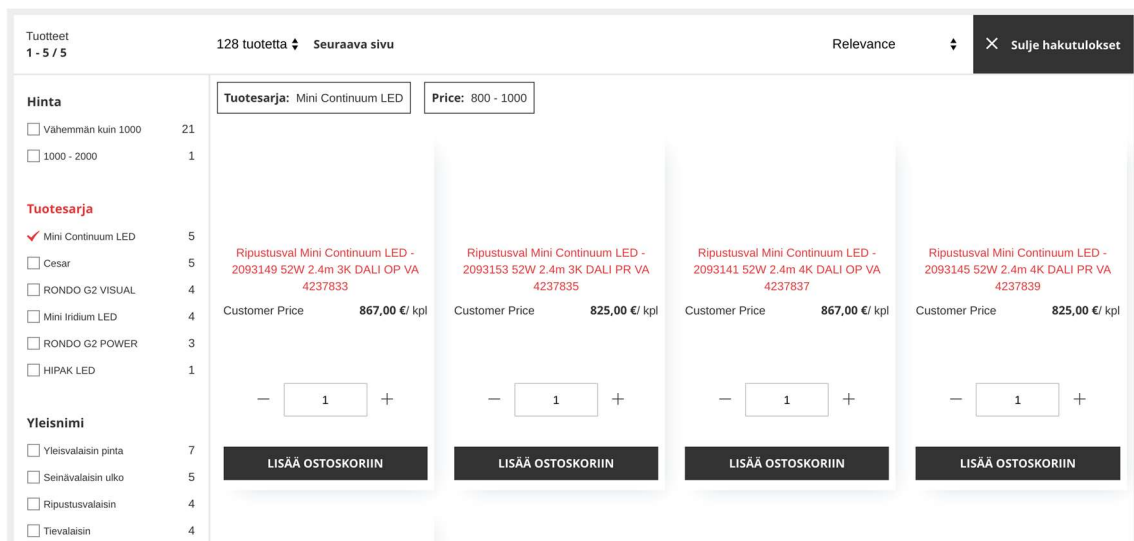 Tuotteet
1 - 5 / 5
128 tuotetta Seuraava sivu
Relevance
Sulje hakutulokset
Hinta
Vähemmän kuin 1000 21
1000 - 2000 1
Tuotesarja
Mini Continuum LED 5
Cesar 5
RONDO G2 VISUAL 4
Mini Iridium LED 4
RONDO G2 POWER 3
HIPAK LED 1
Yleisnimi
Yleisvalaisin pinta 7
Seinävalaisin ulko 5
Ripustusvalaisin 4
Tievalaisin 4
Tuotesarja: Mini Continuum LED
Price: 800 - 1000
Ripustusval Mini Continuum LED -
2093149 52W 2.4m 3K DALI OP VA
4237833
Customer Price 867,00 €/ kpl
1
LISÄÄ OSTOSKORIIN
Ripustusval Mini Continuum LED -
2093153 52W 2.4m 3K DALI PR VA
4237835
Customer Price 825,00 €/ kpl
1
LISÄÄ OSTOSKORIIN
Ripustusval Mini Continuum LED -
2093141 52W 2.4m 4K DALI OP VA
4237837
Customer Price 867,00 €/ kpl
1
LISÄÄ OSTOSKORIIN
Ripustusval Mini Continuum LED -
2093145 52W 2.4m 4K DALI PR VA
4237839
Customer Price 825,00 €/ kpl
1
LISÄÄ OSTOSKORIIN